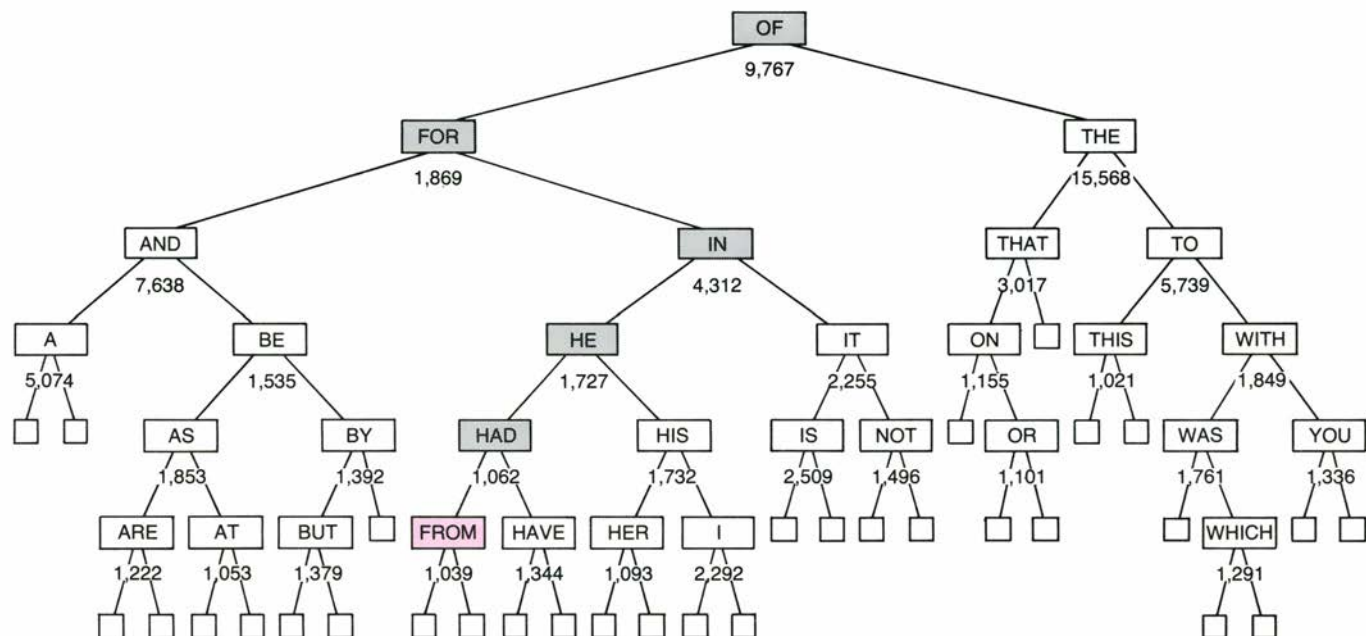 OF
9,767
FOR THE
1,869 15,568
AND IN THAT TO
7,638 4,312 3,017 5,739
A BE HE IT ON THIS WITH
5,074 1,535 1,727 2,255 1,155 1,021 1,849
AS BY HAD HIS IS NOT OR WAS YOU
1,853 1,392 1,062 1,732 2,509 1,496 1,101 1,761 1,336
ARE AT BUT FROM HAVE HER I WHICH
1,222 1,053 1,379 1,039 1,344 1,093 2,292 1,291